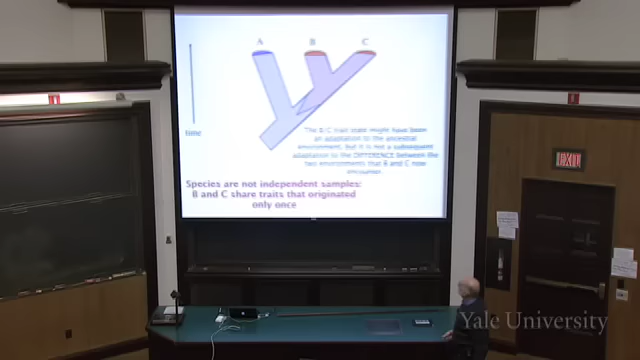 A B C
time
The B/C trait state might have been
an adaptation to the ancestral
environment, but it is not a subsequent
adaptation to the DIFFERENCE between the
two environments that B and C now
encounter
Species are not independent samples:
B and C share traits that originated
only once
EXIT
Yale University